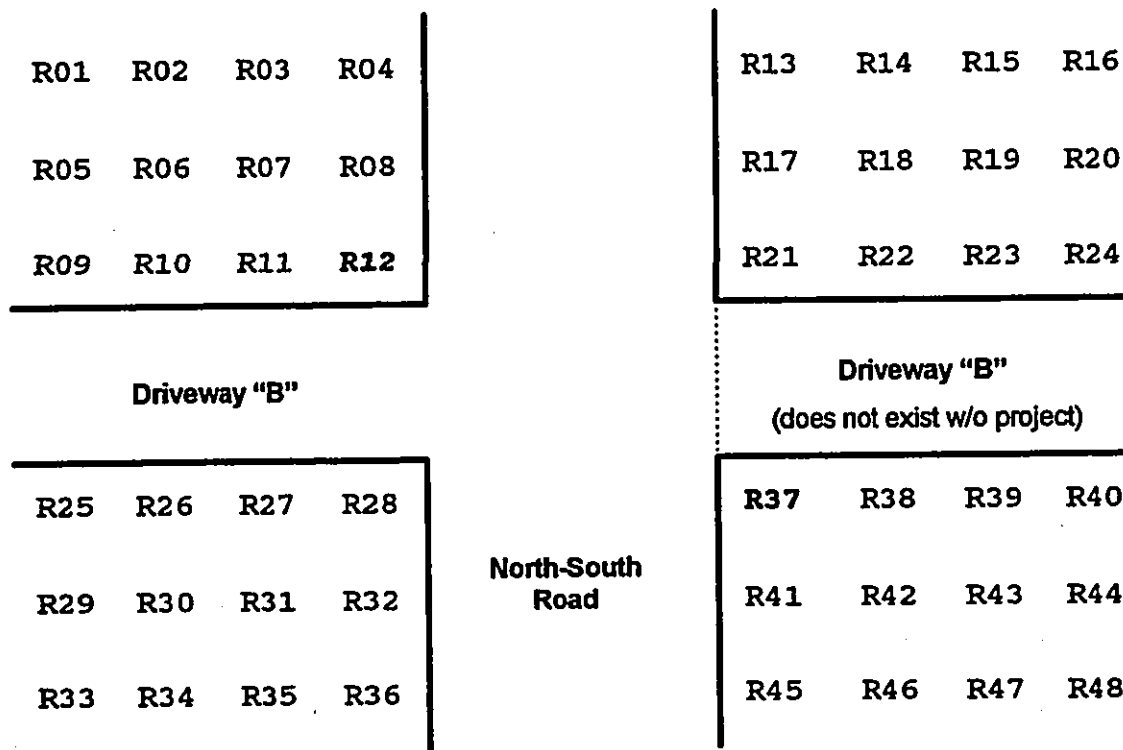 R01 R02 R03 R04
R13 R14 R15 R16
R05 R06 R07 R08
R17 R18 R19 R20
R09 R10 R11 R12
R21 R22 R23 R24
Driveway "B"
Driveway "B"
(does not exist w/o project)
R25 R26 R27 R28
R37 R38 R39 R40
North-South
Road
R29 R30 R31 R32
R41 R42 R43 R44
R33 R34 R35 R36
R45 R46 R47 R48